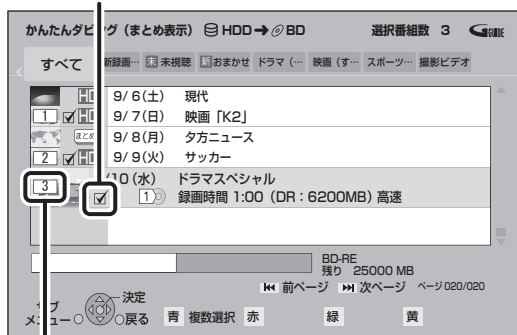 かんたんダビング（まとめ表示） HDD→BD 選択番組数 3 GUIDE
すべて 新録画… 未 未視聴 新おまかせ ドラマ（… 映画（す… スポーツ… 撮影ビデオ
9/ 6(土) 現代
1 9/ 7(日) 映画「K2」
まとめ 9/ 8(月) 夕方ニュース
2 9/ 9(火) サッカー
/10(水) ドラマスペシャル
3 1 録画時間 1:00（DR：6200MB）高速
BD-RE
残り 25000 MB
前ページ 次ページ ページ 020/020
サブメニュー 決定 戻る 青 複数選択 赤 緑 黄